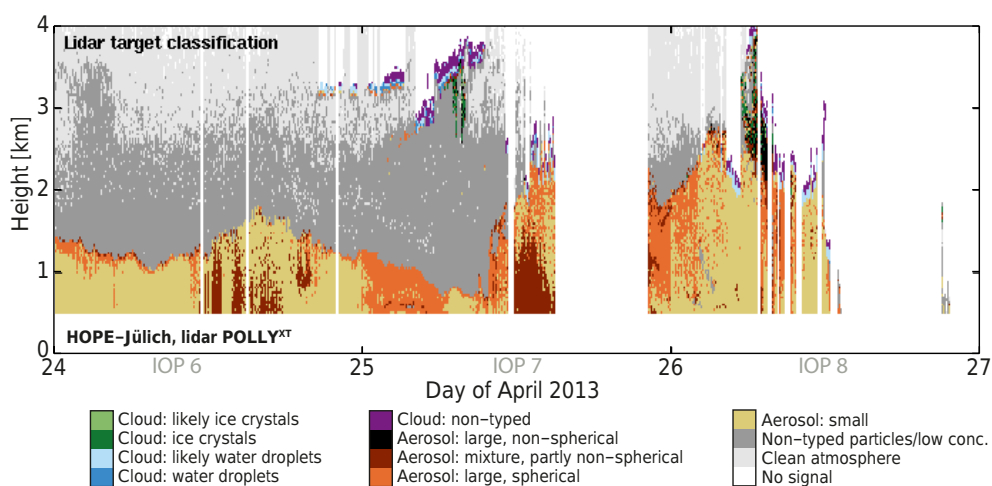 4
Lidar target classification
3
Height [km]
2
1
HOPE–Jülich, lidar POLLYXT
0
24 25 26 27
IOP 6 IOP 7 IOP 8
Day of April 2013
Cloud: likely ice crystals
Cloud: ice crystals
Cloud: likely water droplets
Cloud: water droplets
Cloud: non–typed
Aerosol: large, non–spherical
Aerosol: mixture, partly non–spherical
Aerosol: large, spherical
Aerosol: small
Non–typed particles/low conc.
Clean atmosphere
No signal